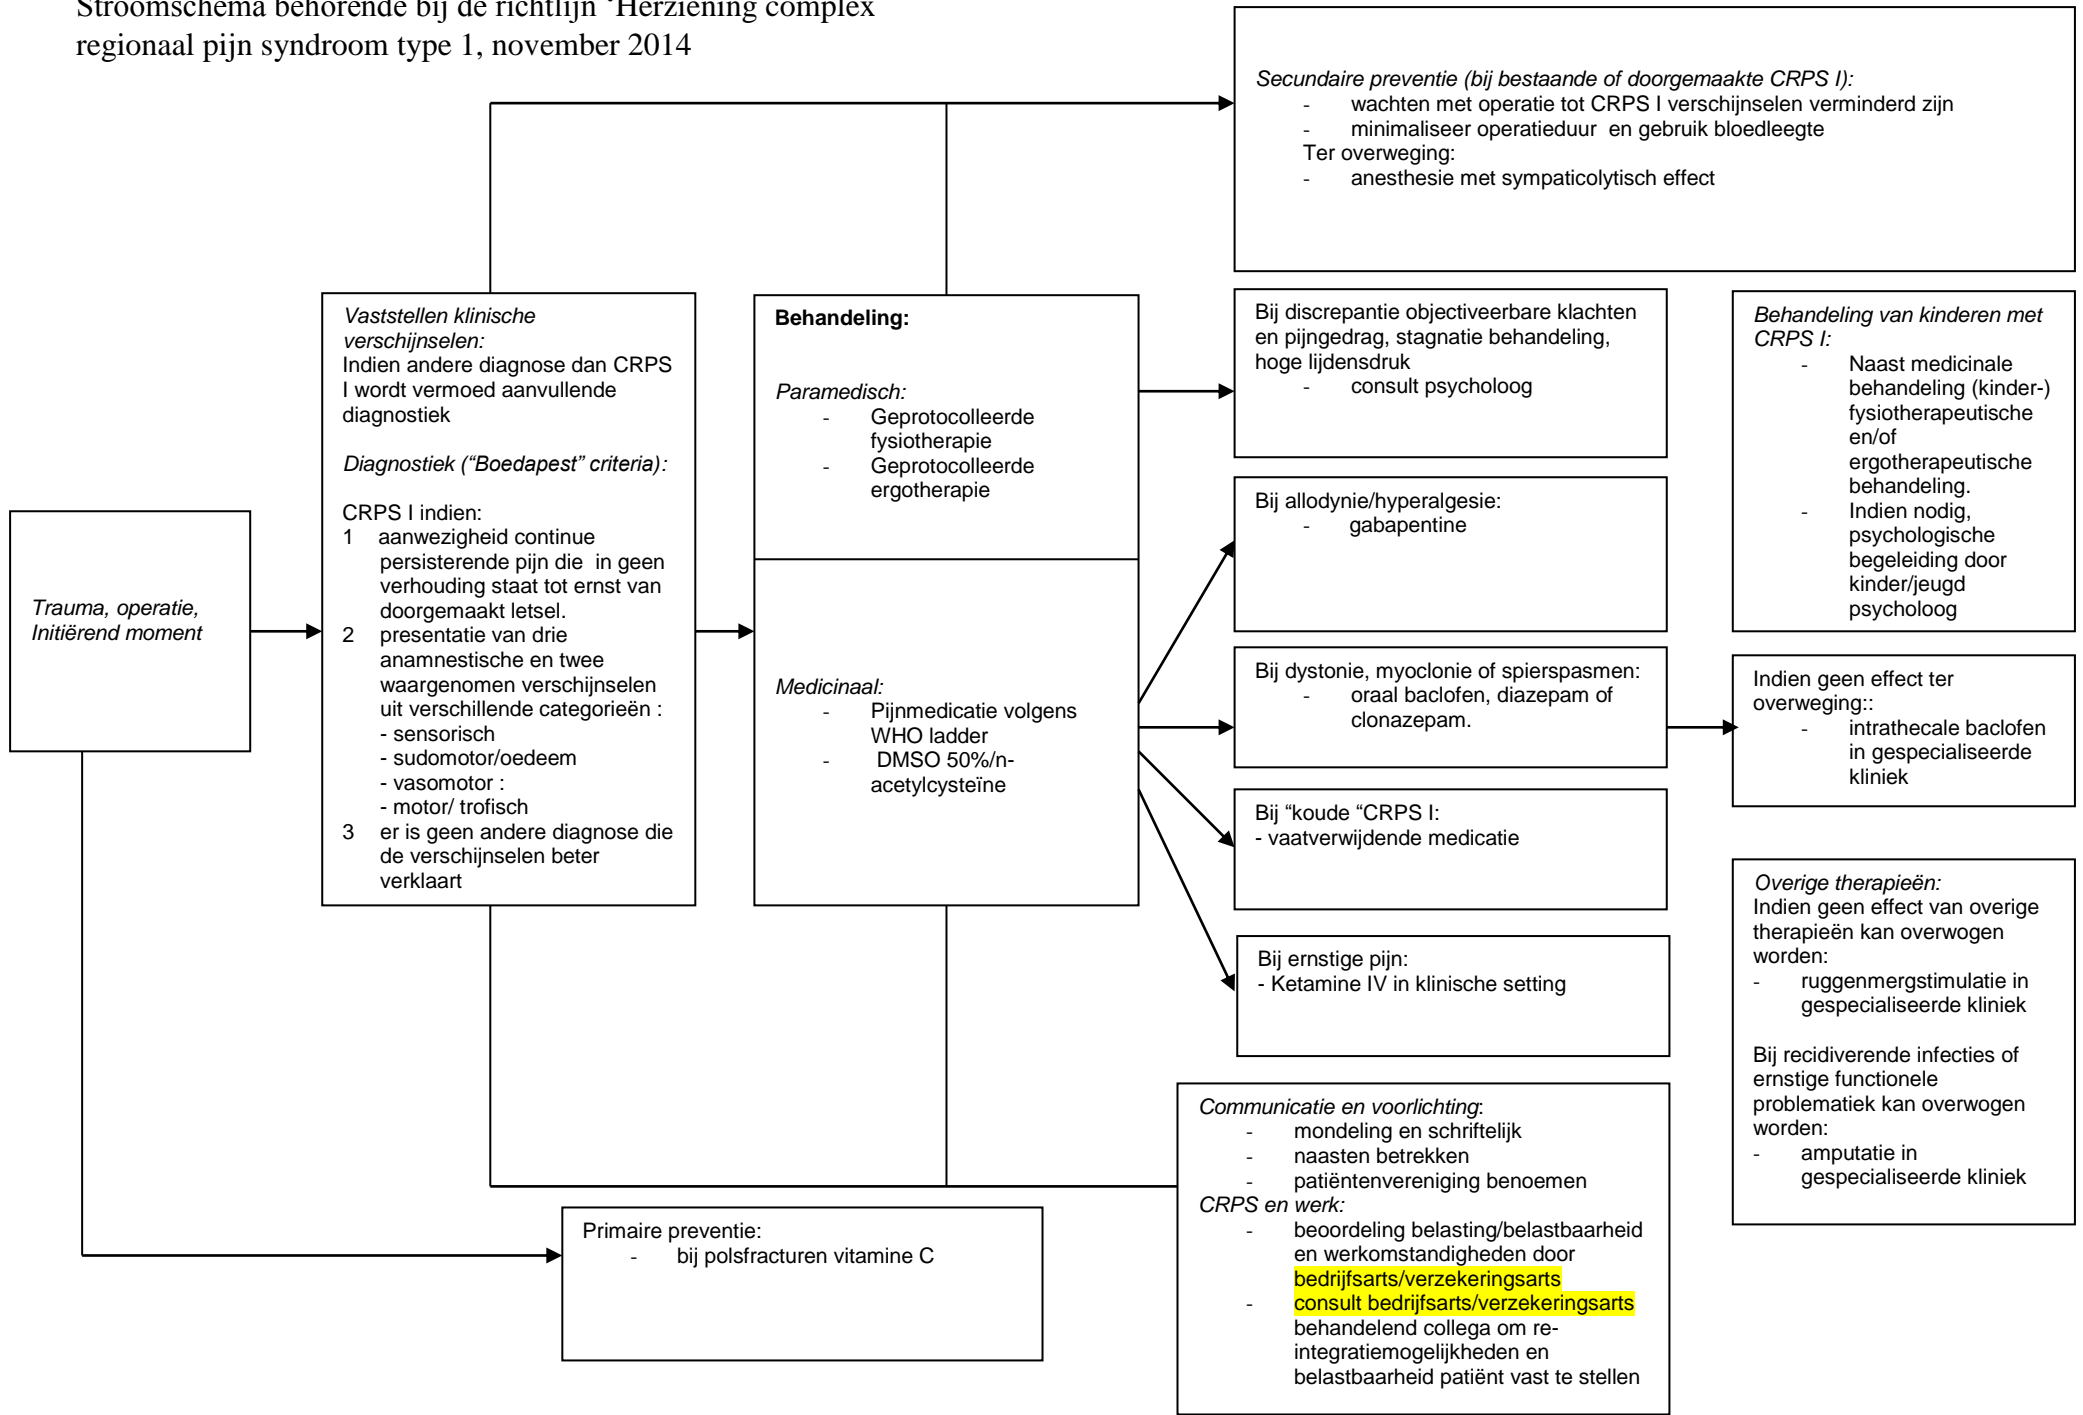 Stroomschema behorende bij de richtlijn ‘Herziening complex
regionaal pijn syndroom type 1, november 2014
Secundaire preventie (bij bestaande of doorgemaakte CRPS I):
- wachten met operatie tot CRPS I verschijnselen verminderd zijn
- minimaliseer operatieduur en gebruik bloedleegte
Ter overweging:
- anesthesie met sympaticolytisch effect
Trauma, operatie,
Initiërend moment
Vaststellen klinische
verschijnselen:
Indien andere diagnose dan CRPS
I wordt vermoed aanvullende
diagnostiek
Diagnostiek (“Boedapest” criteria):
CRPS I indien:
1 aanwezigheid continue
persisterende pijn die in geen
verhouding staat tot ernst van
doorgemaakt letsel.
2 presentatie van drie
anamnestische en twee
waargenomen verschijnselen
uit verschillende categorieën :
- sensorisch
- sudomotor/oedeem
- vasomotor :
- motor/ trofisch
3 er is geen andere diagnose die
de verschijnselen beter
verklaart
Behandeling:
Paramedisch:
- Geprotocolleerde
fysiotherapie
- Geprotocolleerde
ergotherapie
Medicinaal:
- Pijnmedicatie volgens
WHO ladder
- DMSO 50%/n-
acetylcysteïne
Bij discrepantie objectiveerbare klachten
en pijngedrag, stagnatie behandeling,
hoge lijdensdruk
- consult psycholoog
Bij allodynie/hyperalgesie:
- gabapentine
Bij dystonie, myoclonie of spierspasmen:
- oraal baclofen, diazepam of
clonazepam.
Bij “koude “CRPS I:
- vaatverwijdende medicatie
Bij ernstige pijn:
- Ketamine IV in klinische setting
Behandeling van kinderen met
CRPS I:
- Naast medicinale
behandeling (kinder-)
fysiotherapeutische
en/of
ergotherapeutische
behandeling.
- Indien nodig,
psychologische
begeleiding door
kinder/jeugd
psycholoog
Indien geen effect ter
overweging::
- intrathecale baclofen
in gespecialiseerde
kliniek
Overige therapieën:
Indien geen effect van overige
therapieën kan overwogen
worden:
- ruggenmergstimulatie in
gespecialiseerde kliniek
Bij recidiverende infecties of
ernstige functionele
problematiek kan overwogen
worden:
- amputatie in
gespecialiseerde kliniek
Communicatie en voorlichting:
- mondeling en schriftelijk
- naasten betrekken
- patiëntenvereniging benoemen
CRPS en werk:
- beoordeling belasting/belastbaarheid
en werkomstandigheden door
bedrijfsarts/verzekeringsarts
- consult bedrijfsarts/verzekeringsarts
behandelend collega om re-
integratiemogelijkheden en
belastbaarheid patiënt vast te stellen
Primaire preventie:
- bij polsfracturen vitamine C